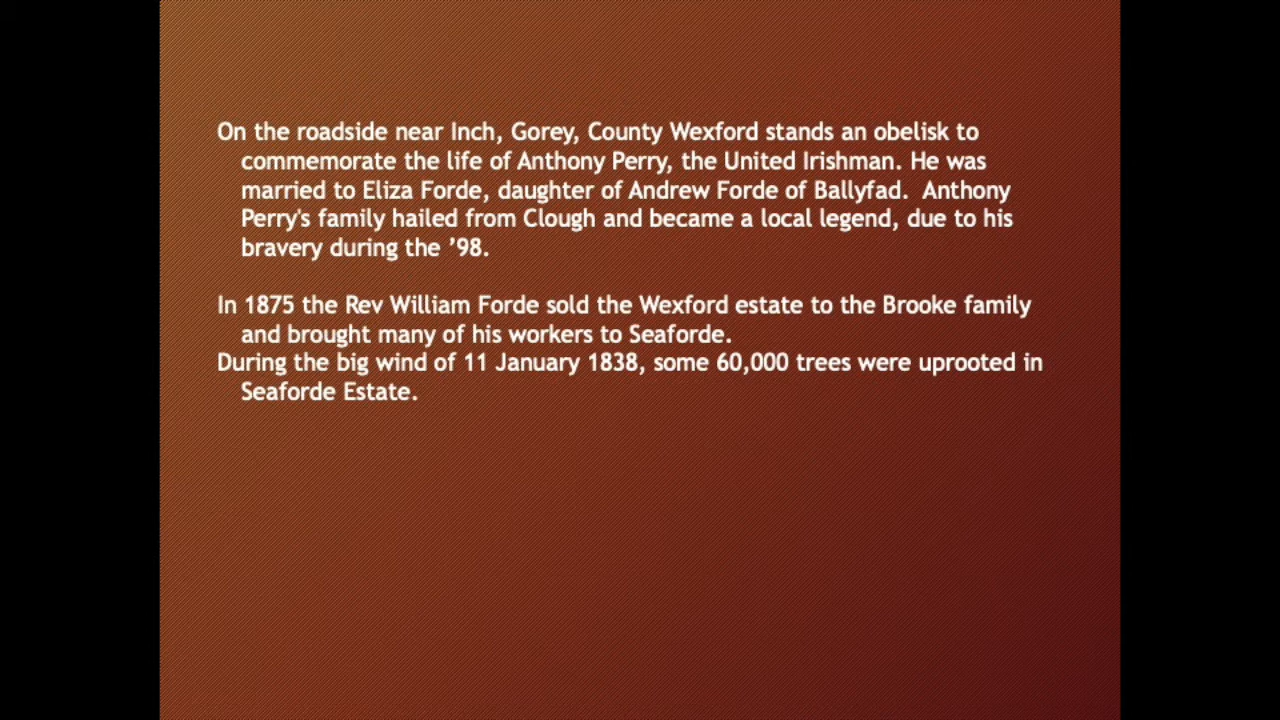 On the roadside near Inch, Gorey, County Wexford stands an obelisk to
commemorate the life of Anthony Perry, the United Irishman. He was
married to Eliza Forde, daughter of Andrew Forde of Ballyfad.  Anthony
Perry's family hailed from Clough and became a local legend, due to his
bravery during the ’98.
In 1875 the Rev William Forde sold the Wexford estate to the Brooke family
and brought many of his workers to Seaforde.
During the big wind of 11 January 1838, some 60,000 trees were uprooted in
Seaforde Estate.